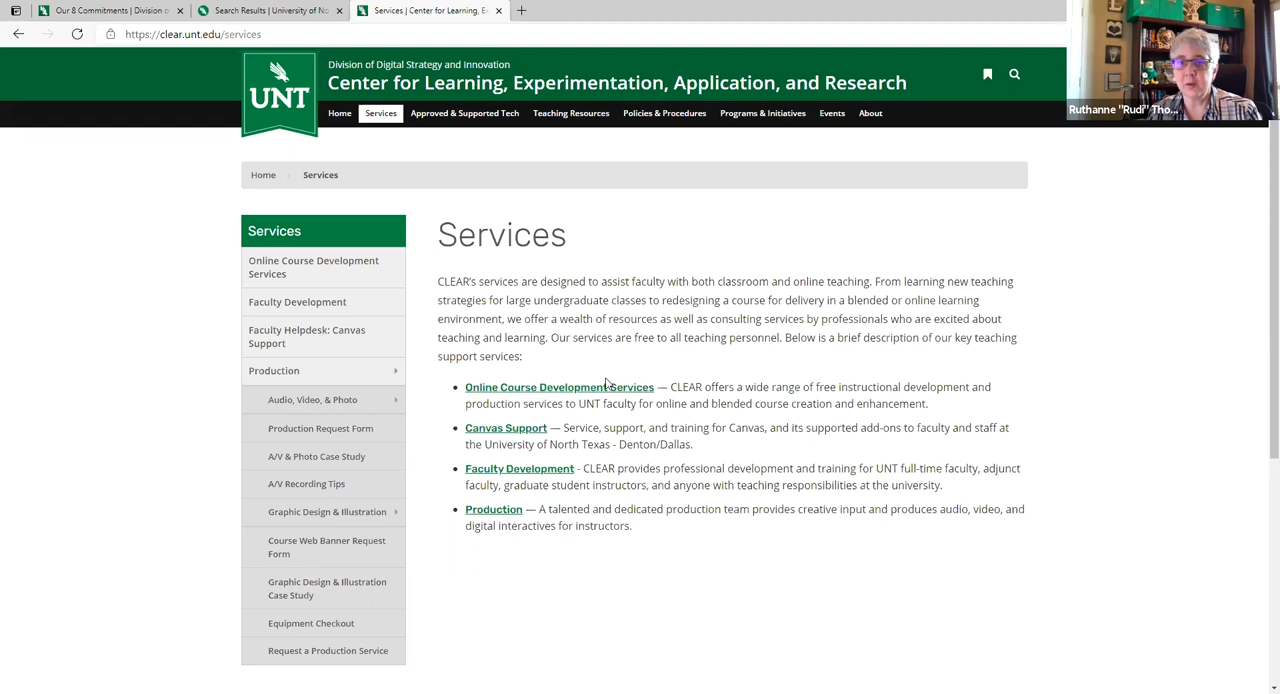 Our 8 Commitments | Division o
Search Results | University of No
Services | Center for Learning, E
https://clear.unt.edu/services
UNT
Division of Digital Strategy and Innovation
Center for Learning, Experimentation, Application, and Research
Home Services Approved & Supported Tech Teaching Resources Policies & Procedures Programs & Initiatives Events About
Ruthanne "Rudi" Tho...
Home / Services
Services
Online Course Development
Services
Faculty Development
Faculty Helpdesk: Canvas
Support
Production
Audio, Video, & Photo
Production Request Form
A/V & Photo Case Study
A/V Recording Tips
Graphic Design & Illustration
Course Web Banner Request
Form
Graphic Design & Illustration
Case Study
Equipment Checkout
Request a Production Service
Services
CLEAR's services are designed to assist faculty with both classroom and online teaching. From learning new teaching
strategies for large undergraduate classes to redesigning a course for delivery in a blended or online learning
environment, we offer a wealth of resources as well as consulting services by professionals who are excited about
teaching and learning. Our services are free to all teaching personnel. Below is a brief description of our key teaching
support services:
• Online Course Development Services — CLEAR offers a wide range of free instructional development and
production services to UNT faculty for online and blended course creation and enhancement.
• Canvas Support — Service, support, and training for Canvas, and its supported add-ons to faculty and staff at
the University of North Texas - Denton/Dallas.
• Faculty Development - CLEAR provides professional development and training for UNT full-time faculty, adjunct
faculty, graduate student instructors, and anyone with teaching responsibilities at the university.
• Production — A talented and dedicated production team provides creative input and produces audio, video, and
digital interactives for instructors.